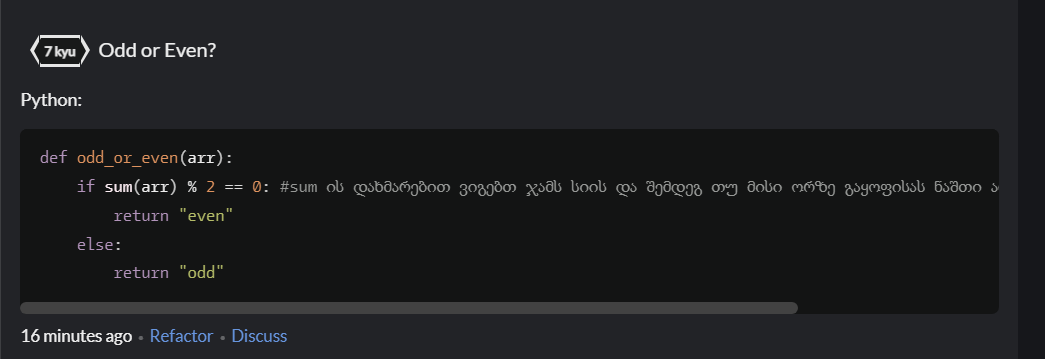 7 kyu Odd or Even?
Python:
def odd_or_even(arr):
if sum(arr) % 2 == 0: #sum ის დახმარებით ვიგებთ ჯამს სიის და შემდეგ თუ მისი ორზე გაყოფისას ნაშთი
return "even"
else:
return "odd"
16 minutes ago • Refactor • Discuss